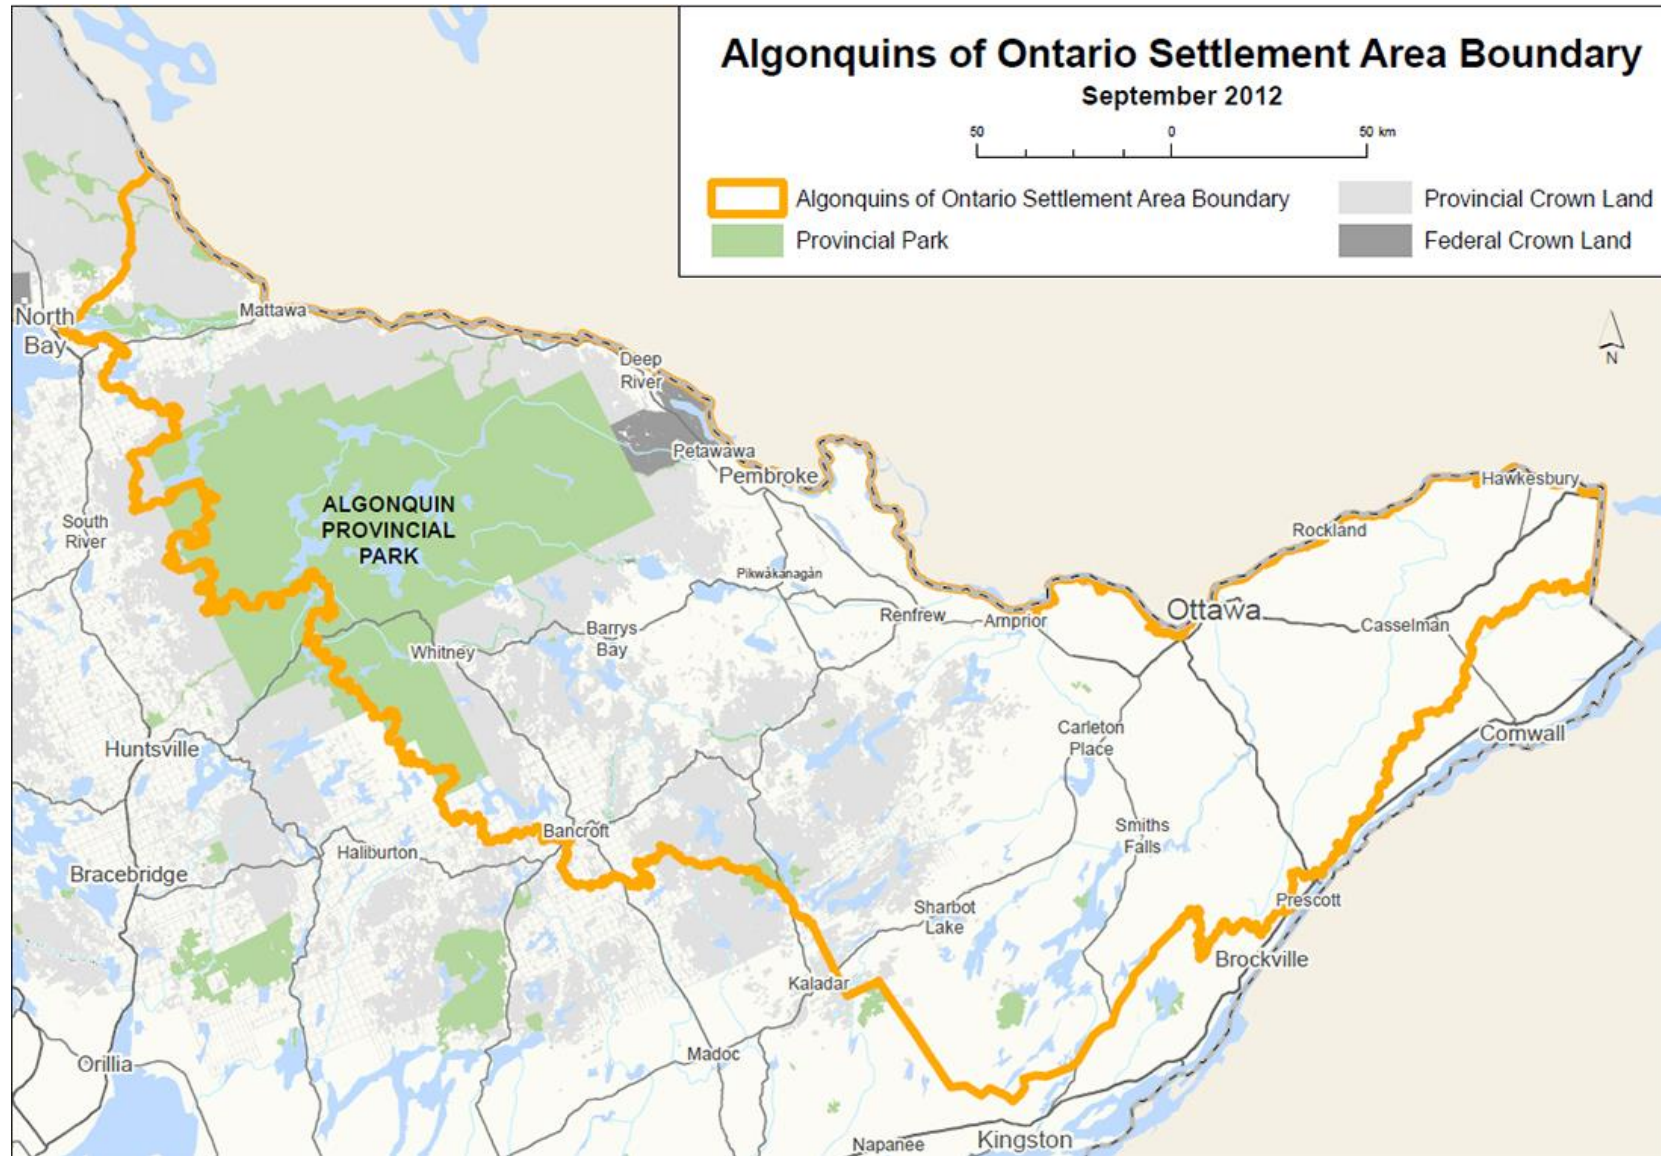 Algonquins of Ontario Settlement Area Boundary
September 2012
50 0 50 km
Algonquins of Ontario Settlement Area Boundary
Provincial Crown Land
Provincial Park
Federal Crown Land
N
North
Bay
Mattawa
Deep
River
Petawawa
Pembroke
ALGONQUIN
PROVINCIAL
PARK
South
River
Hawkesbury
Rockland
Pikwàkanagàn
Ottawa
Renfrew
Arnprior
Casselman
Barrys
Bay
Whitney
Huntsville
Carleton
Place
Cornwall
Bancroft
Smiths
Falls
Haliburton
Bracebridge
Prescott
Sharbot
Lake
Brockville
Kaladar
Madoc
Orillia
Napanee
Kingston